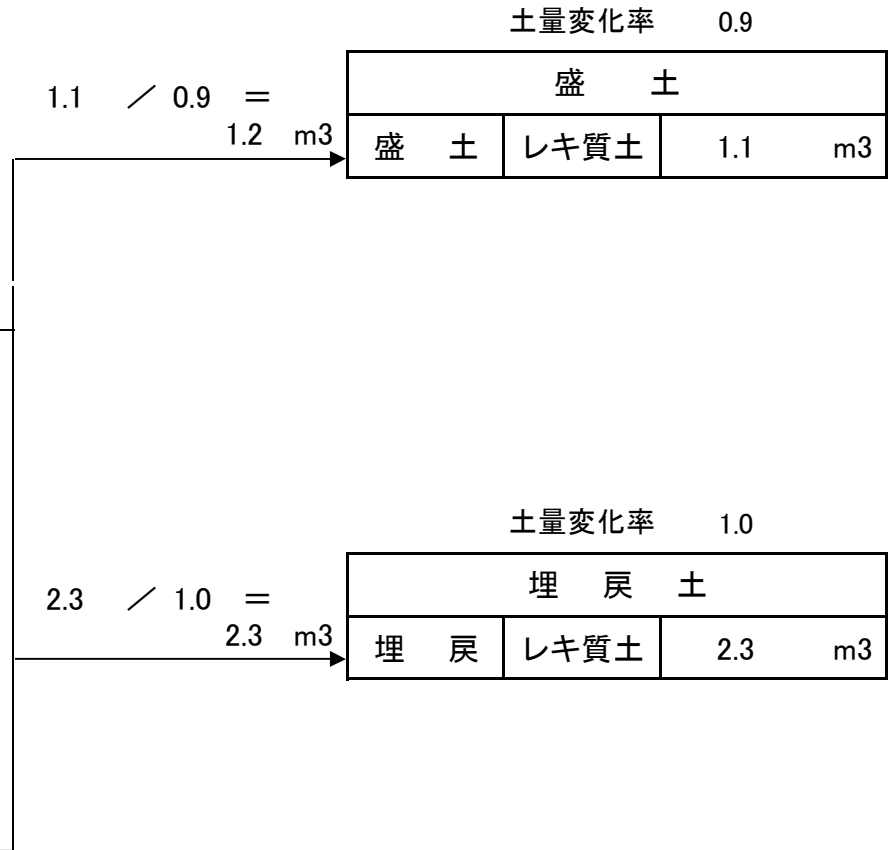 土量変化率 0.9
盛 土
1.1 ／ 0.9 ＝
1.2 m3
盛 土 レキ質土 1.1 m3
土量変化率 1.0
埋 戻 土
2.3 ／ 1.0 ＝
2.3 m3
埋 戻 レキ質土 2.3 m3